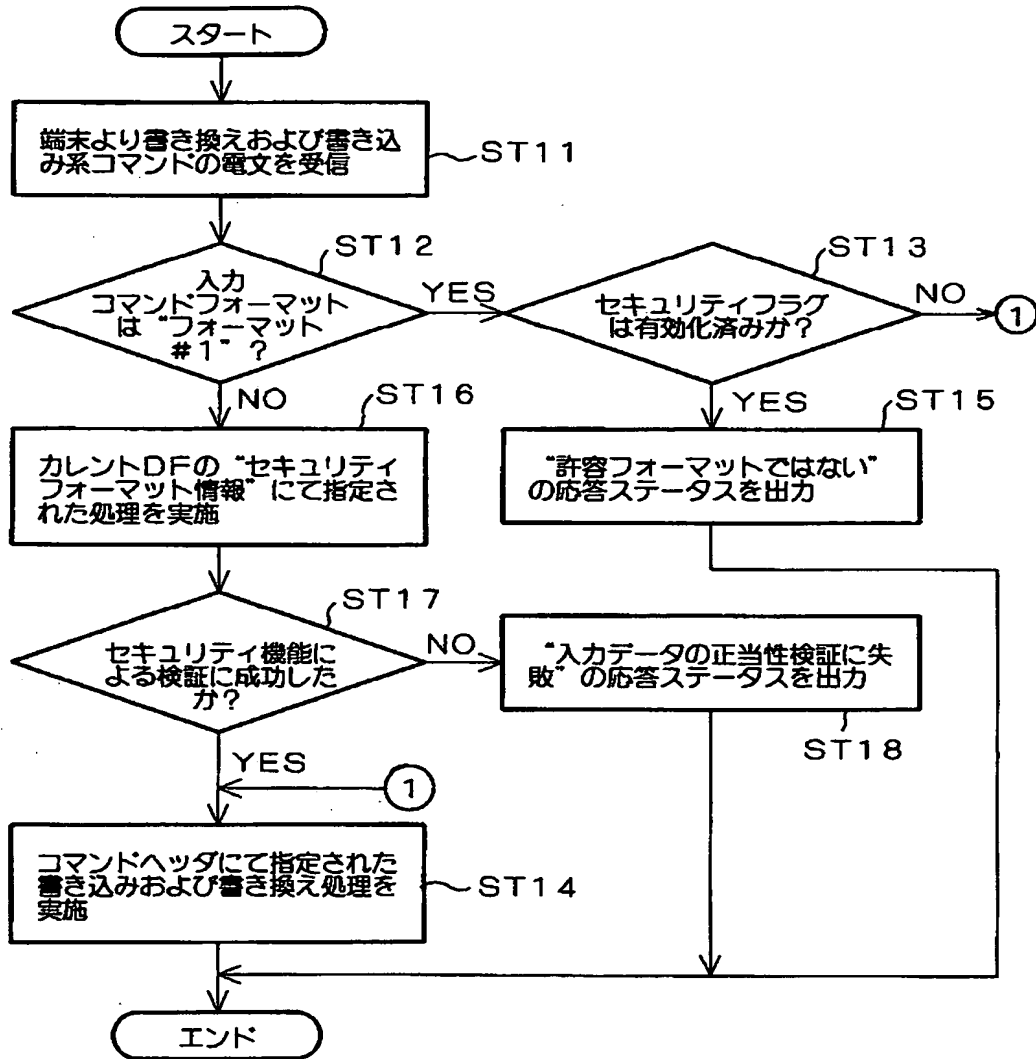 スタート
端末より書き換えおよび書き込
み系コマンドの電文を受信
ST11
ST12
入力
コマンドフォーマット
は“フォーマット
#1”?
YES
ST13
セキュリティフラグ
は有効化済みか?
NO
1
NO
ST16
YES
ST15
カレントDFの“セキュリティ
フォーマット情報”にて指定さ
れた処理を実施
“許容フォーマットではない”
の応答ステータスを出力
ST17
セキュリティ機能に
よる検証に成功した
か?
NO
“入力データの正当性検証に失
敗”の応答ステータスを出力
ST18
YES
1
コマンドヘッダにて指定された
書き込みおよび書き換え処理を
実施
ST14
エンド